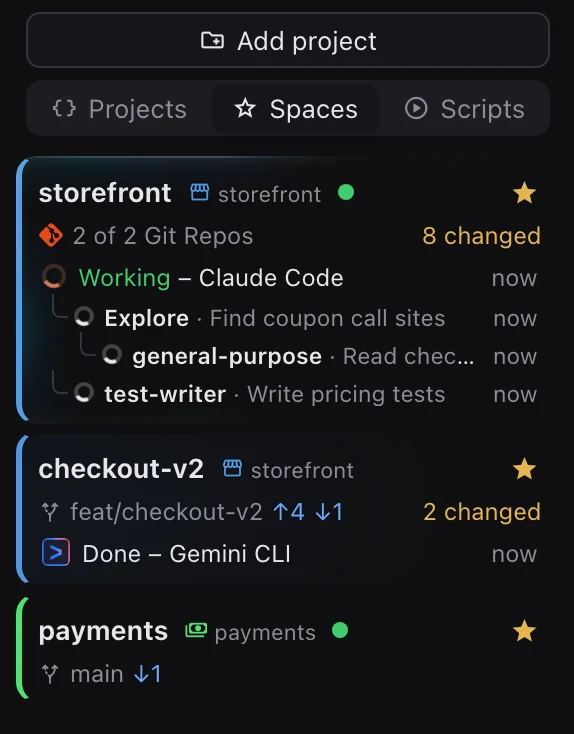 Add project
Projects Spaces Scripts
storefront storefront
2 of 2 Git Repos 8 changed
Working – Claude Code now
Explore · Find coupon call sites now
general-purpose · Read chec... now
test-writer · Write pricing tests now
checkout-v2 storefront
feat/checkout-v2 ↑4 ↓1 2 changed
Done – Gemini CLI now
payments payments
main ↓1